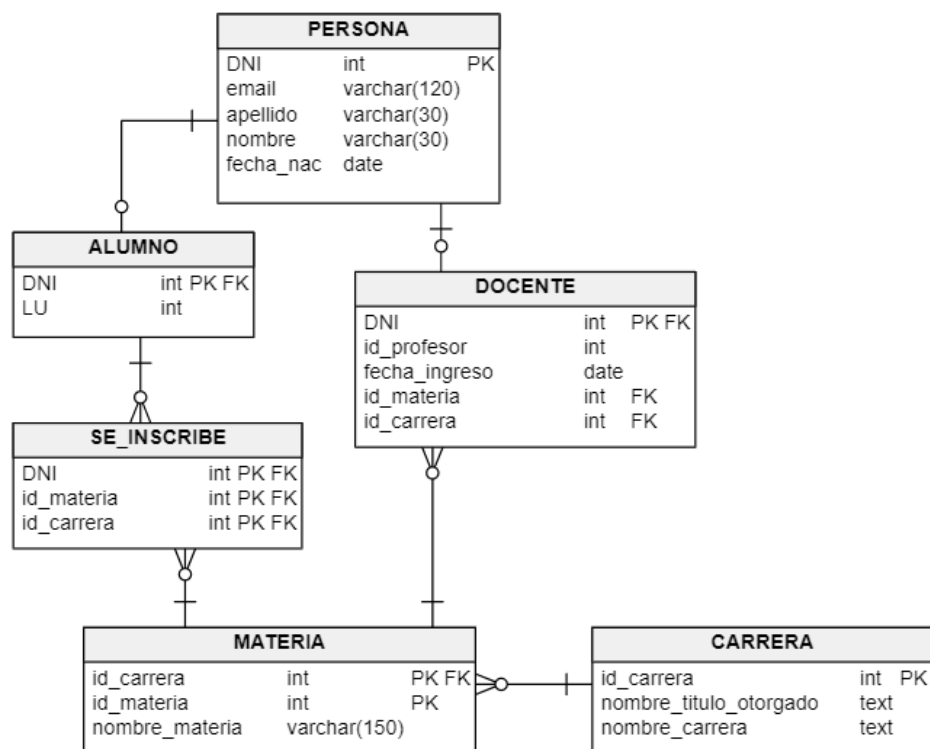 PERSONA
DNI int PK
email varchar(120)
apellido varchar(30)
nombre varchar(30)
fecha_nac date
ALUMNO
DNI int PK FK
LU int
DOCENTE
DNI int PK FK
id_profesor int
fecha_ingreso date
id_materia int FK
id_carrera int FK
SE_INSCRIBE
DNI int PK FK
id_materia int PK FK
id_carrera int PK FK
MATERIA
id_carrera int PK FK
id_materia int PK
nombre_materia varchar(150)
CARRERA
id_carrera int PK
nombre_titulo_otorgado text
nombre_carrera text